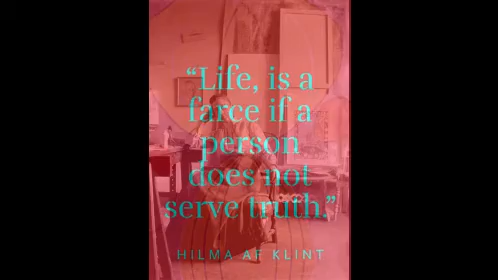 “Life, is a
farce if a
person
does not
serve truth.”
HILMA AF KLINT